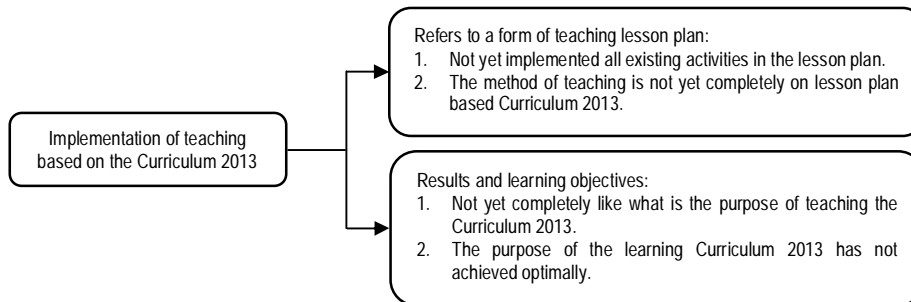 Refers to a form of teaching lesson plan:
1. Not yet implemented all existing activities in the lesson plan.
2. The method of teaching is not yet completely on lesson plan
based Curriculum 2013.
Implementation of teaching
based on the Curriculum 2013
Results and learning objectives:
1. Not yet completely like what is the purpose of teaching the
Curriculum 2013.
2. The purpose of the learning Curriculum 2013 has not
achieved optimally.